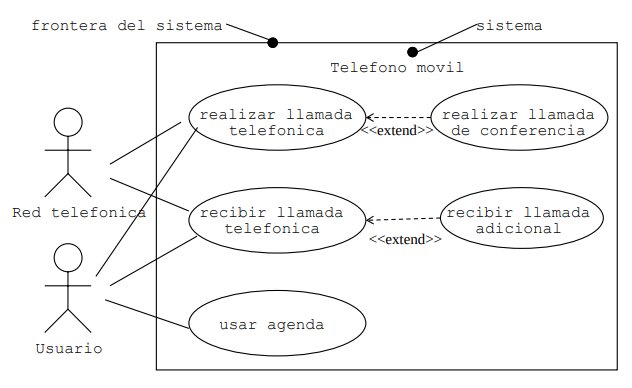 frontera del sistema
sistema
Telefono movil
realizar llamada
telefonica
<<extend>>
realizar llamada
de conferencia
Red telefonica
recibir llamada
telefonica
<<extend>>
recibir llamada
adicional
usar agenda
Usuario